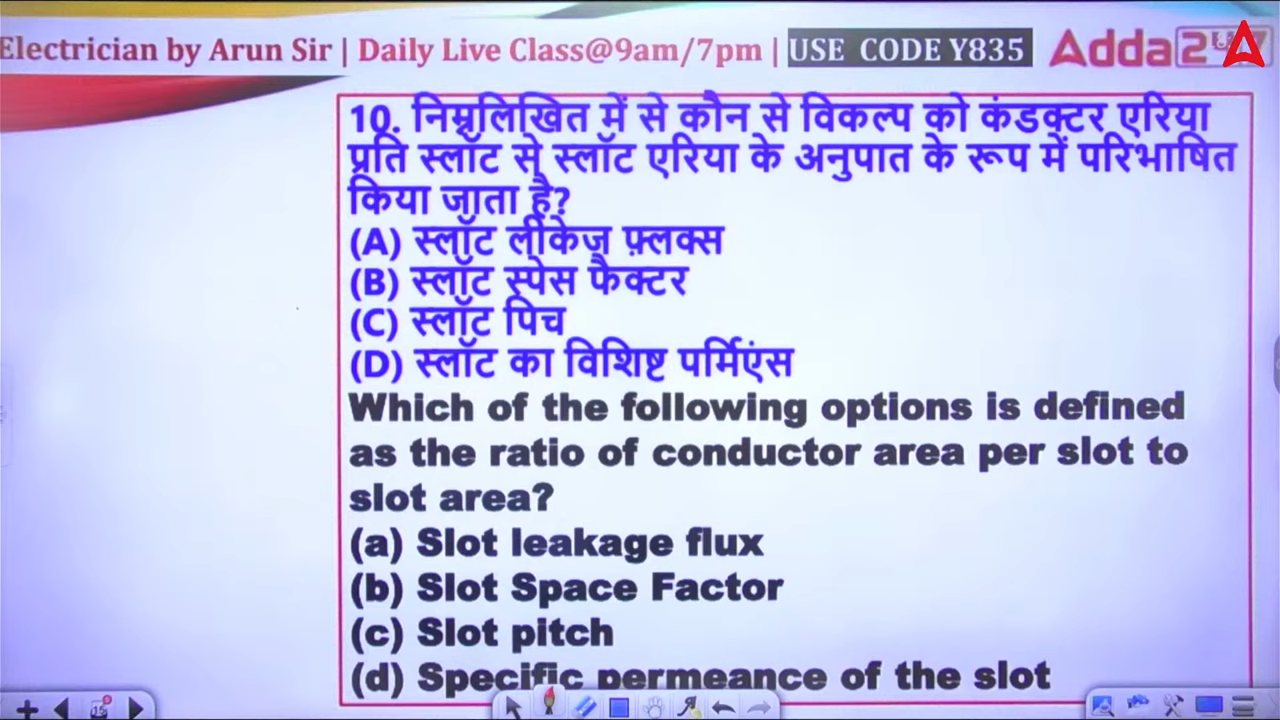 Electrician by Arun Sir | Daily Live Class@9am/7pm | USE CODE Y835 Adda247
10. निम्नलिखित में से कौन से विकल्प को कंडक्टर एरिया
प्रति स्लॉट से स्लॉट एरिया के अनुपात के रूप में परिभाषित
किया जाता है?
(A) स्लॉट लीकेज फ़्लक्स
(B) स्लॉट स्पेस फैक्टर
(C) स्लॉट पिच
(D) स्लॉट का विशिष्ट पर्मिएंस
Which of the following options is defined
as the ratio of conductor area per slot to
slot area?
(a) Slot leakage flux
(b) Slot Space Factor
(c) Slot pitch
(d) Specific permeance of the slot
15